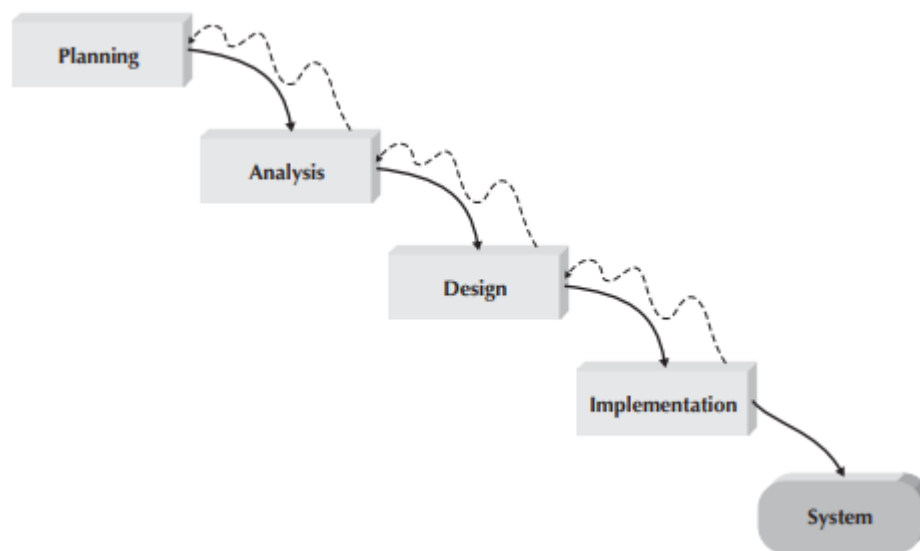 Planning
Analysis
Design
Implementation
System